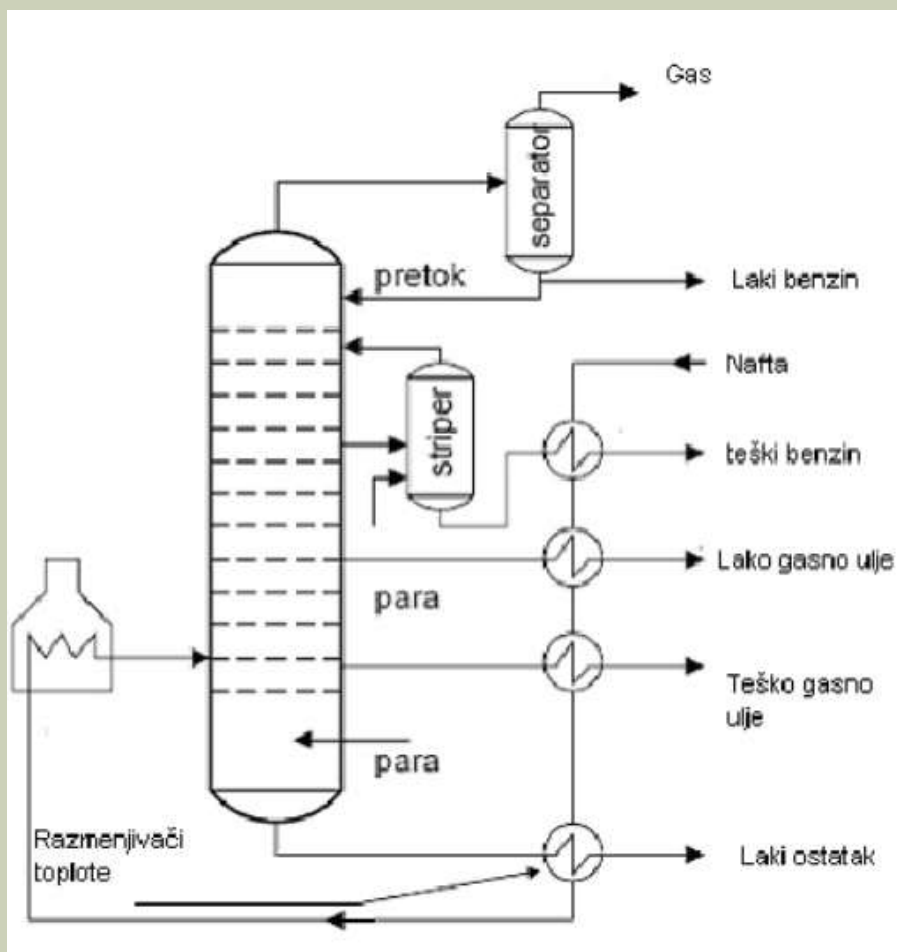 Gas
separator
pretok
Laki benzin
Nafta
striper
teški benzin
Lako gasno ulje
para
Teško gasno
ulje
para
Razmenjivači
toplote
Laki ostatak